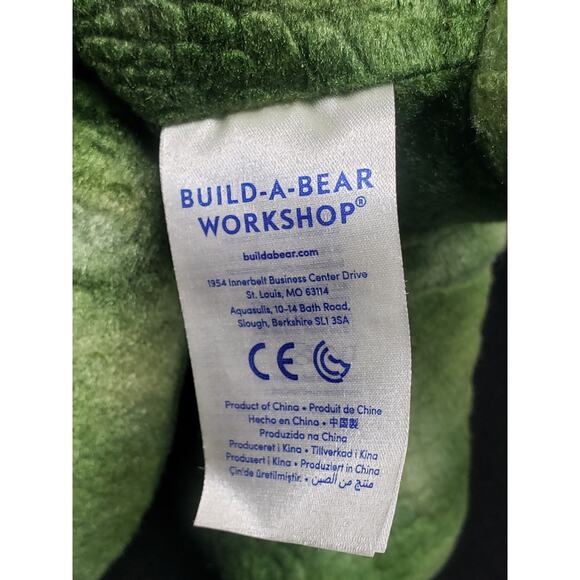 BUILD-A-BEAR
WORKSHOP®
buildabear.com
1954 Innerbelt Business Center Drive
St. Louis, MO 63114
Aquasulis, 10-14 Bath Road,
Slough, Berkshire SL1 3SA
CE
Product of China • Produit de Chine
Hecho en China • 中国製
Produzido na China
Produceret i Kina • Tillverkad i Kina
Produsert i Kina • Produziert in China
Çin'de üretilmiştir. • منتج من الصين